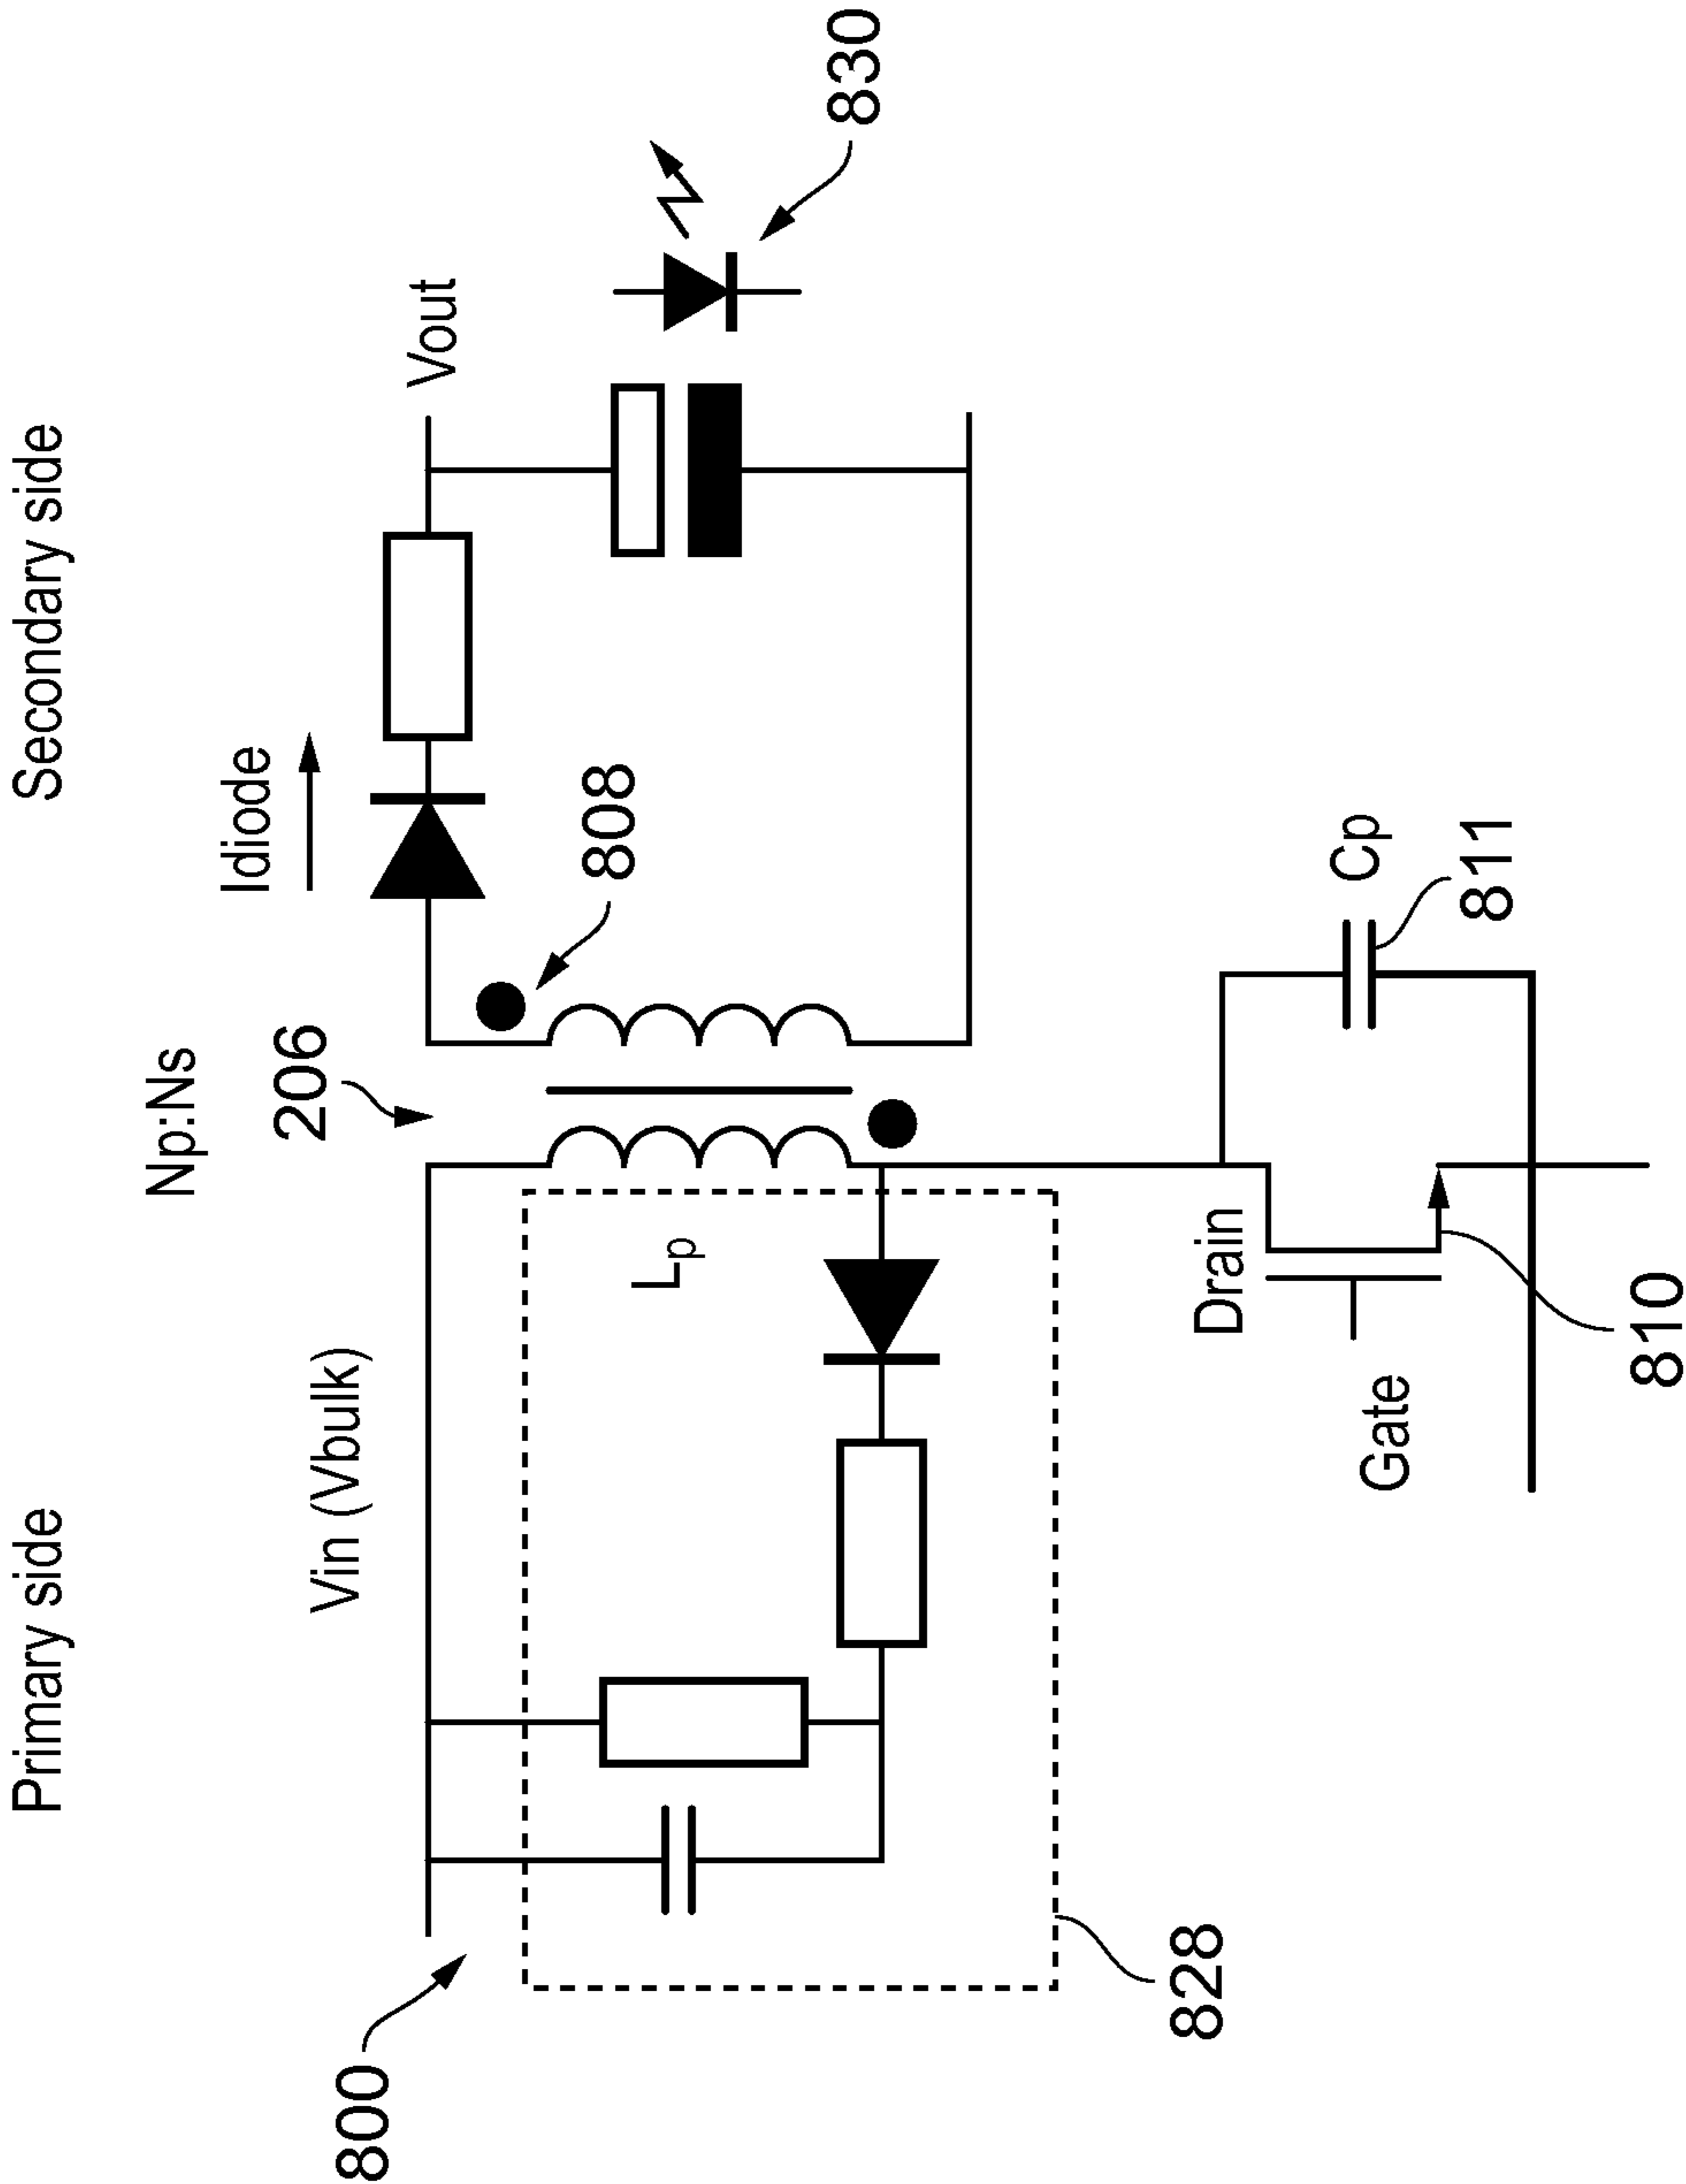 Primary side
Secondary side
Np:Ns
206
Idiode
Vin (Vbulk)
800
Vout
808
Lp
830
828
Drain
Cp
Gate
811
810